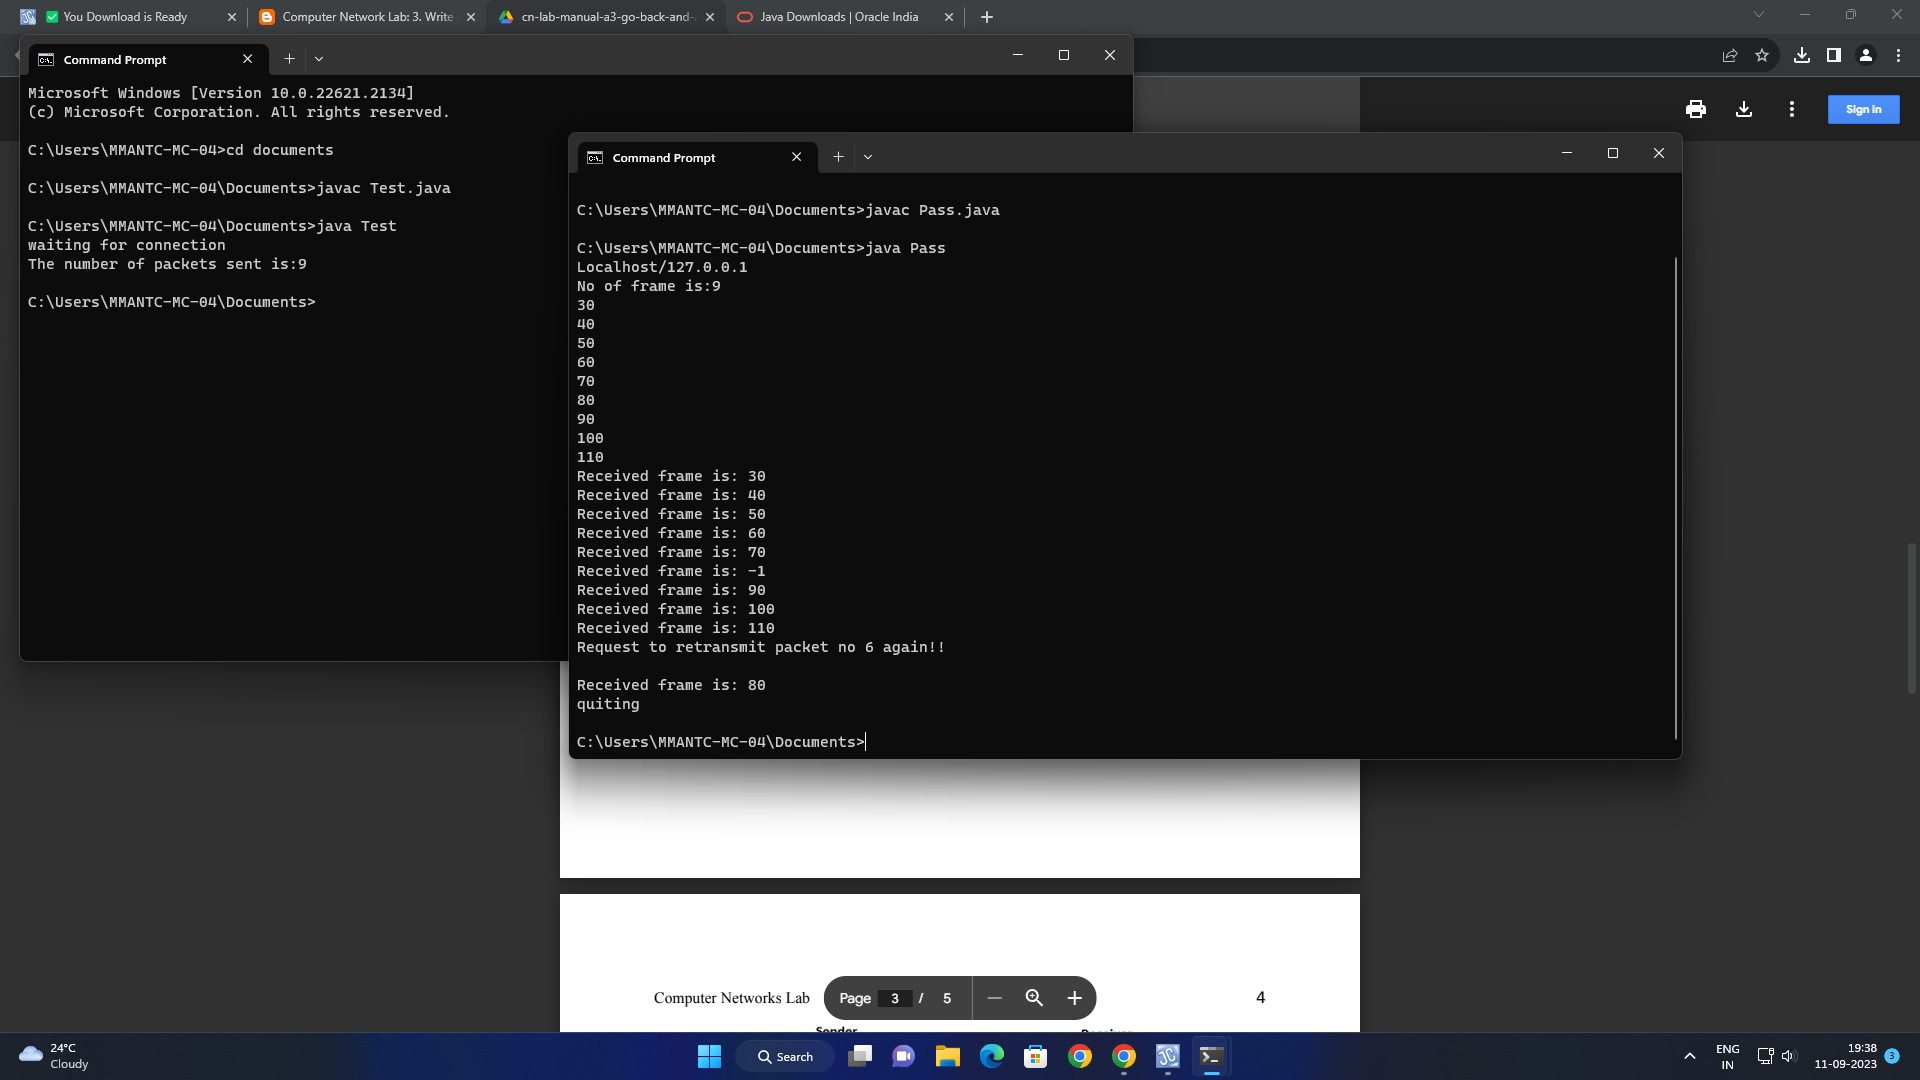 You Download is Ready
Computer Network Lab: 3. Write
cn-lab-manual-a3-go-back-and-
Java Downloads | Oracle India
Command Prompt
Sign in
Microsoft Windows [Version 10.0.22621.2134]
(c) Microsoft Corporation. All rights reserved.
C:\Users\MMANTC-MC-04>cd documents
C:\Users\MMANTC-MC-04\Documents>javac Test.java
C:\Users\MMANTC-MC-04\Documents>java Test
waiting for connection
The number of packets sent is:9
C:\Users\MMANTC-MC-04\Documents>
Command Prompt
C:\Users\MMANTC-MC-04\Documents>javac Pass.java
C:\Users\MMANTC-MC-04\Documents>java Pass
Localhost/127.0.0.1
No of frame is:9
30
40
50
60
70
80
90
100
110
Received frame is: 30
Received frame is: 40
Received frame is: 50
Received frame is: 60
Received frame is: 70
Received frame is: -1
Received frame is: 90
Received frame is: 100
Received frame is: 110
Request to retransmit packet no 6 again!!
Received frame is: 80
quiting
C:\Users\MMANTC-MC-04\Documents>
Computer Networks Lab
Page 3 / 5
4
Sender
Receiver
24°C
Cloudy
Search
ENG
IN
19:38
11-09-2023
3